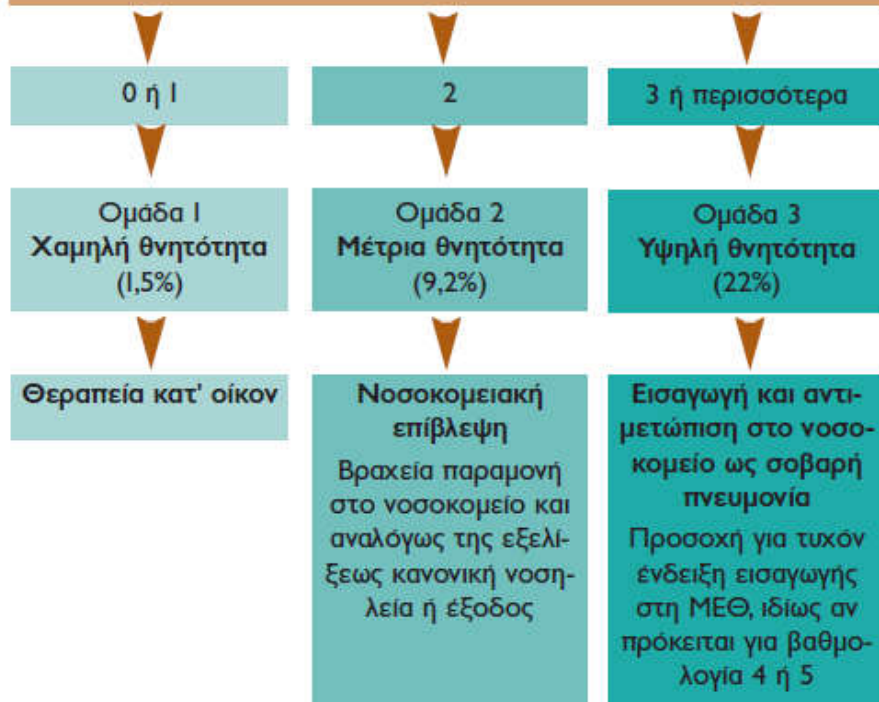 0 ή 1
2
3 ή περισσότερα
Ομάδα 1
Χαμηλή θνητότητα
(1,5%)
Ομάδα 2
Μέτρια θνητότητα
(9,2%)
Ομάδα 3
Υψηλή θνητότητα
(22%)
Θεραπεία κατ' οίκον
Νοσοκομειακή
επίβλεψη
Βραχεία παραμονή
στο νοσοκομείο και
αναλόγως της εξελί-
ξεως κανονική νοση-
λεία ή έξοδος
Εισαγωγή και αντι-
μετώπιση στο νοσο-
κομείο ως σοβαρή
πνευμονία
Προσοχή για τυχόν
ένδειξη εισαγωγής
στη ΜΕΘ, ιδίως αν
πρόκειται για βαθμο-
λογία 4 ή 5